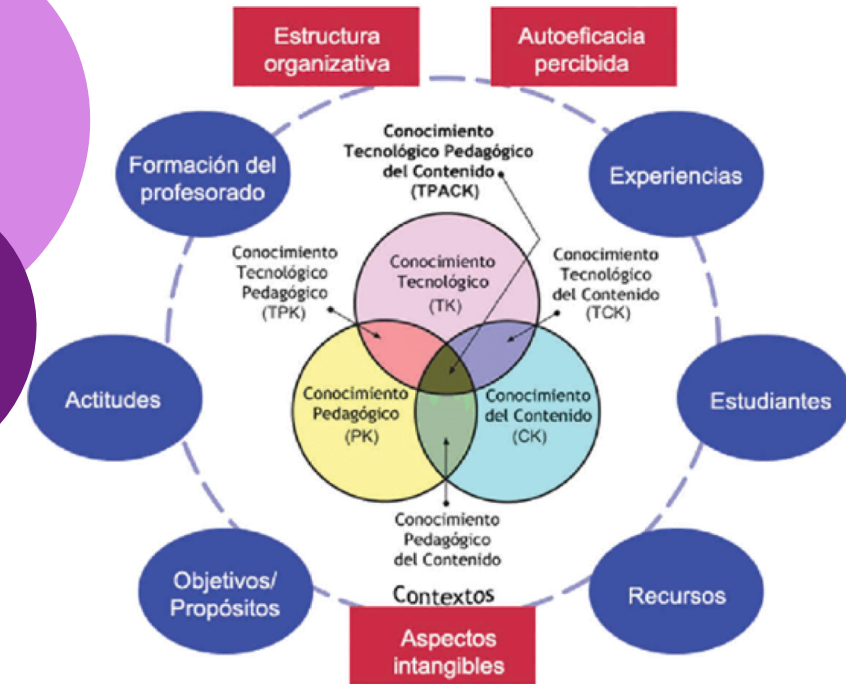 Estructura
organizativa
Autoeficacia
percibida
Conocimiento
Tecnológico Pedagógico
del Contenido
(TPACK)
Formación del
profesorado
Experiencias
Conocimiento
Tecnológico
Pedagógico
(TPK)
Conocimiento
Tecnológico
(TK)
Conocimiento
Tecnológico
del Contenido
(TCK)
Actitudes
Conocimiento
Pedagógico
(PK)
Conocimiento
del Contenido
(CK)
Estudiantes
Conocimiento
Pedagógico
del Contenido
Objetivos/
Propósitos
Contextos
Recursos
Aspectos
intangibles